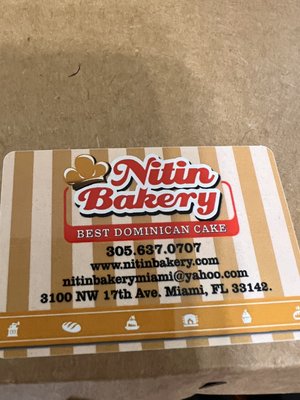 Nitin
Bakery
BEST DOMINICAN CAKE
305.637.0707
www.nitinbakery.com
nitinbakerymiami@yahoo.com
3100 NW 17th Ave. Miami, FL 33142.